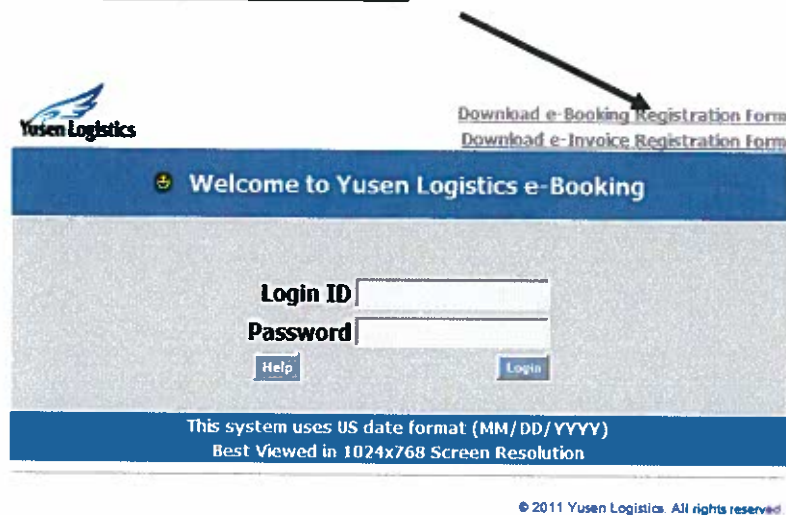 Yusen Logistics
Download e-Booking Registration Form
Download e-Invoice Registration Form
Welcome to Yusen Logistics e-Booking
Login ID
Password
Help
Login
This system uses US date format (MM/DD/YYYY)
Best Viewed in 1024x768 Screen Resolution
© 2011 Yusen Logistics. All rights reserved.